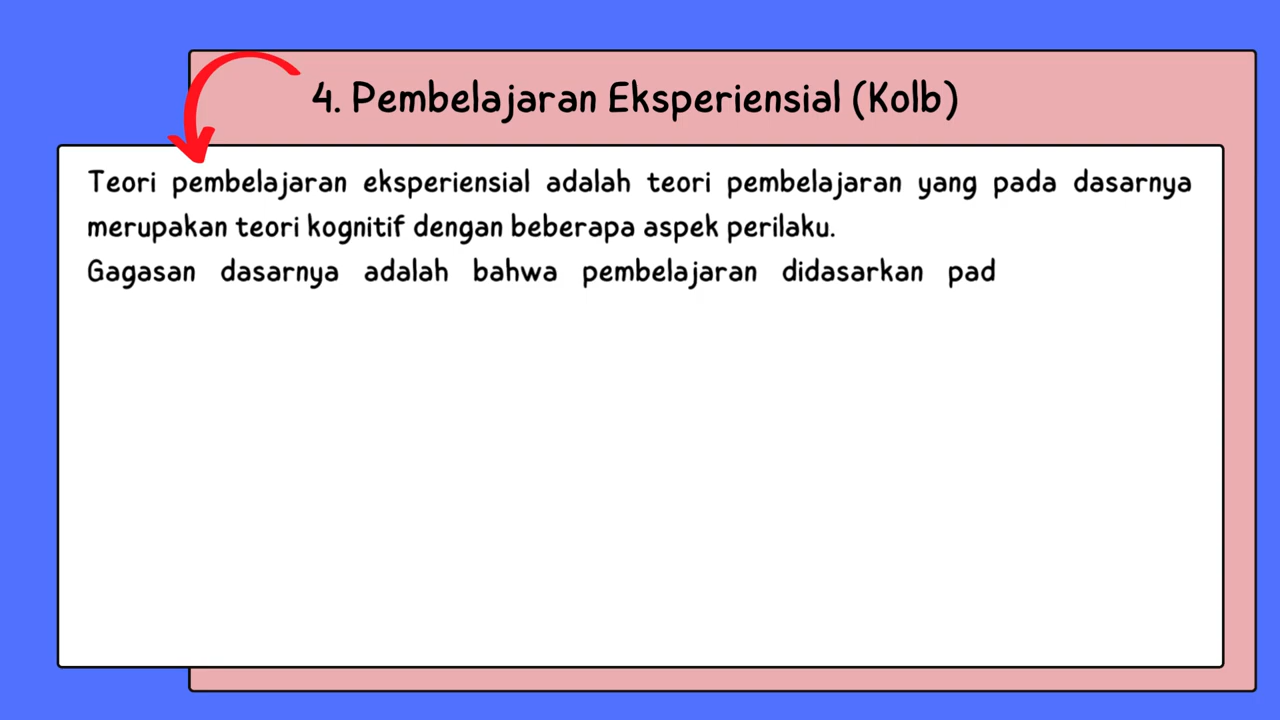 4. Pembelajaran Eksperiensial (Kolb)
Teori pembelajaran eksperiensial adalah teori pembelajaran yang pada dasarnya
merupakan teori kognitif dengan beberapa aspek perilaku.
Gagasan dasarnya adalah bahwa pembelajaran didasarkan pad